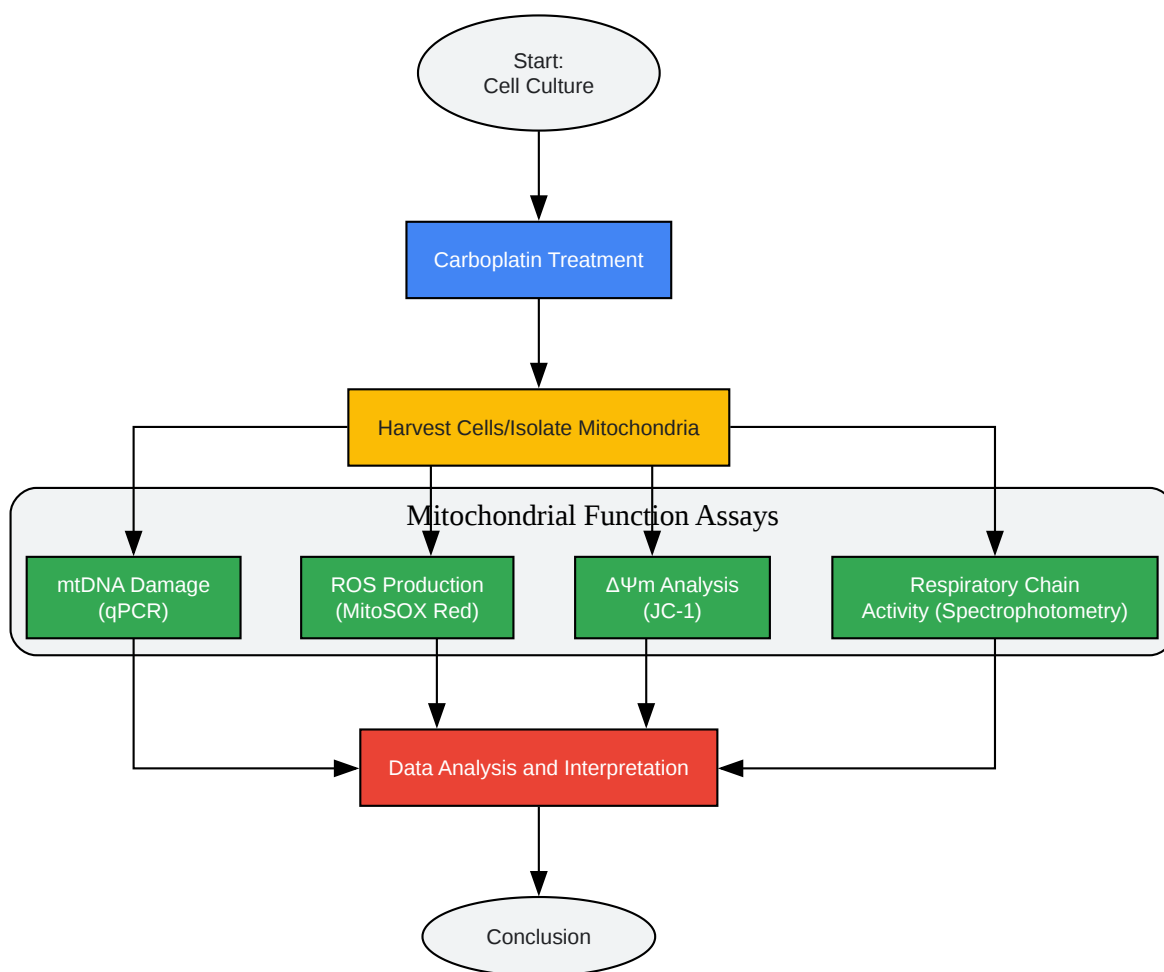 Start:
Cell Culture
Carboplatin Treatment
Harvest Cells/Isolate Mitochondria
Mitochondrial Function Assays
mtDNA Damage
(qPCR)
ROS Production
(MitoSOX Red)
ΔΨm Analysis
(JC-1)
Respiratory Chain
Activity (Spectrophotometry)
Data Analysis and Interpretation
Conclusion